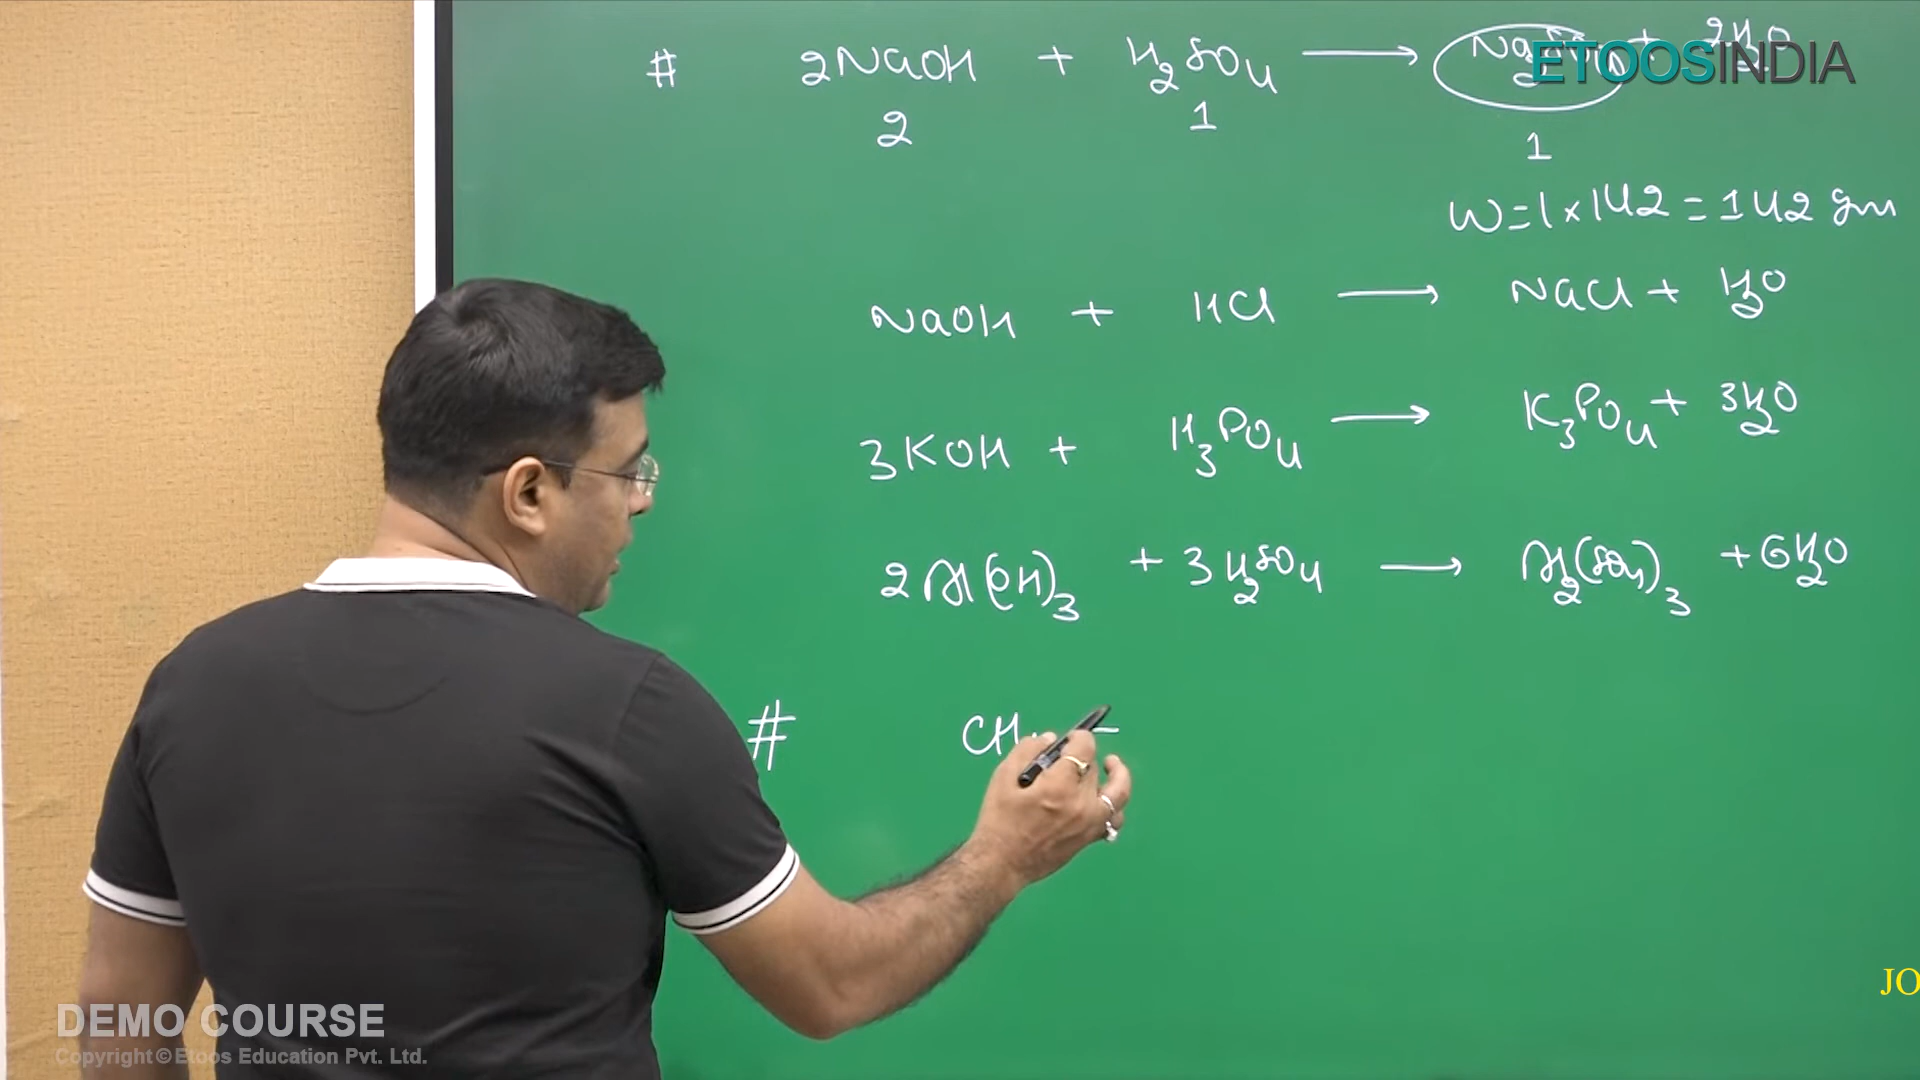 # 2NaOH + H₂SO₄ ⟶ Na₂SO₄ + 2H₂O
ETOOSINDIA
2 1 1
W = 1 × 142 = 142 gm
NaOH + HCl ⟶ NaCl + H₂O
3KOH + H₃PO₄ ⟶ K₃PO₄ + 3H₂O
2Al(OH)₃ + 3H₂SO₄ ⟶ Al₂(SO₄)₃ + 6H₂O
# CH
JO
DEMO COURSE
Copyright © Etoos Education Pvt. Ltd.